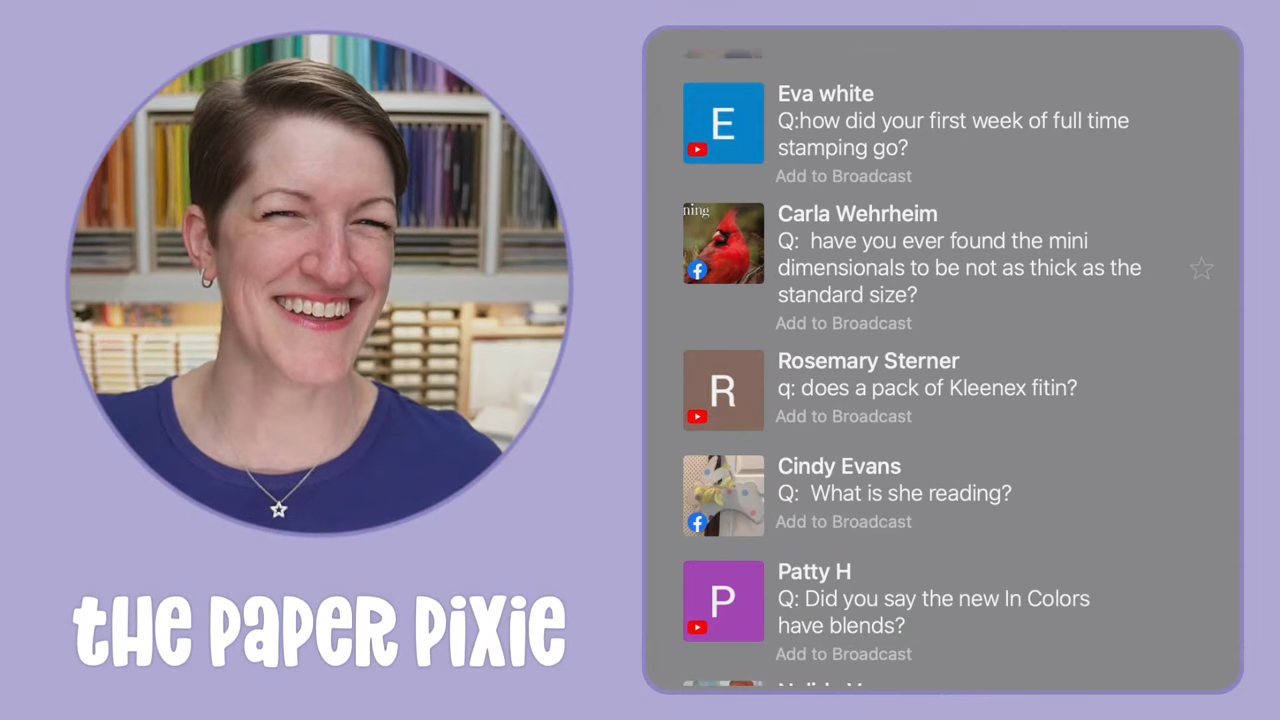 Eva white
Q:how did your first week of full time
stamping go?
Add to Broadcast
ning
Carla Wehrheim
Q:  have you ever found the mini
dimensionals to be not as thick as the
standard size?
Add to Broadcast
Rosemary Sterner
q: does a pack of Kleenex fitin?
Add to Broadcast
Cindy Evans
Q:  What is she reading?
Add to Broadcast
Patty H
Q: Did you say the new In Colors
have blends?
Add to Broadcast
E
R
P
the paper pixie